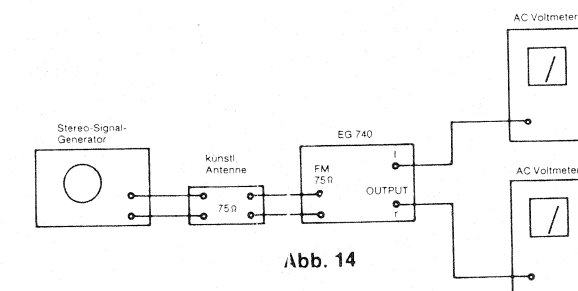 AC Voltmeter
Stereo-Signal-
Generator
künstl.
Antenne
75Ω
EG 740
FM
75Ω
l
OUTPUT
r
AC Voltmeter
Abb. 14